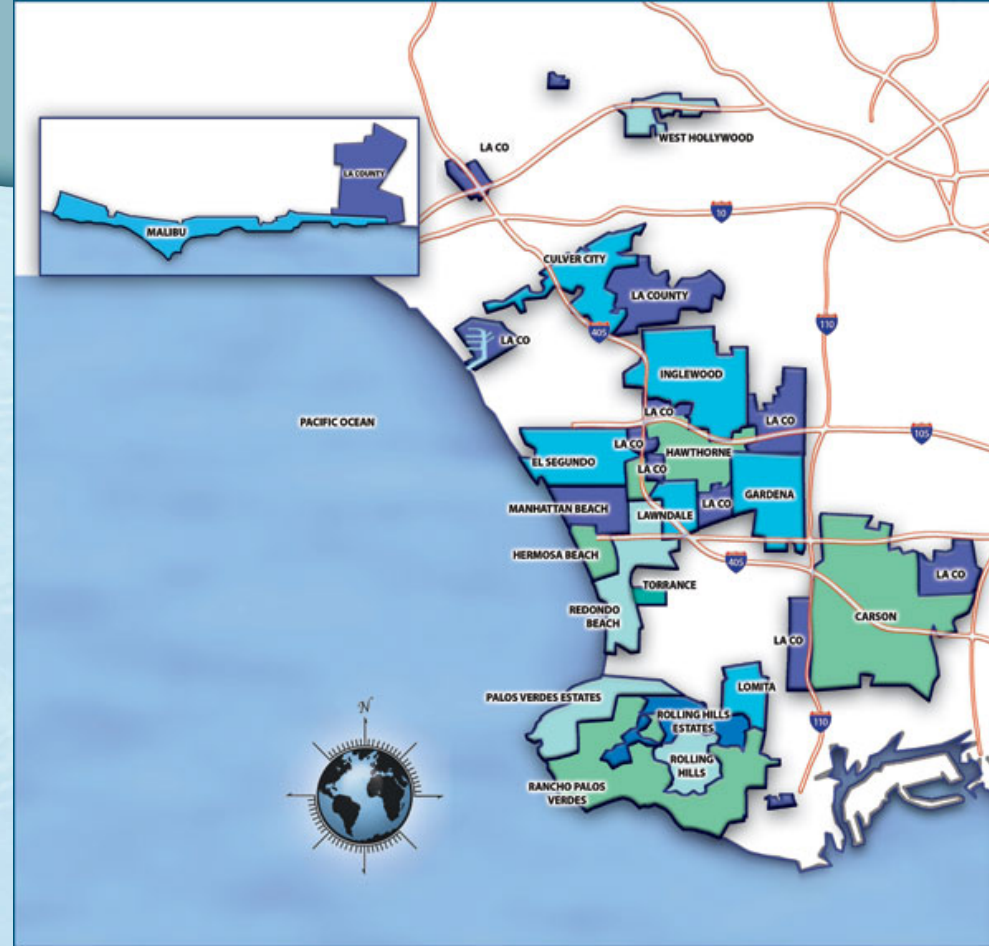 WEST HOLLYWOOD
LA CO
LA COUNTY
10
MALIBU
CULVER CITY
LA COUNTY
110
405
LA CO
INGLEWOOD
LA CO
LA CO
PACIFIC OCEAN
105
LA CO
HAWTHORNE
EL SEGUNDO
LA CO
GARDENA
LA CO
MANHATTAN BEACH
LAWNDALE
HERMOSA BEACH
405
LA CO
TORRANCE
REDONDO
BEACH
CARSON
LA CO
LOMITA
PALOS VERDES ESTATES
N
ROLLING HILLS
ESTATES
110
ROLLING
HILLS
RANCHO PALOS
VERDES